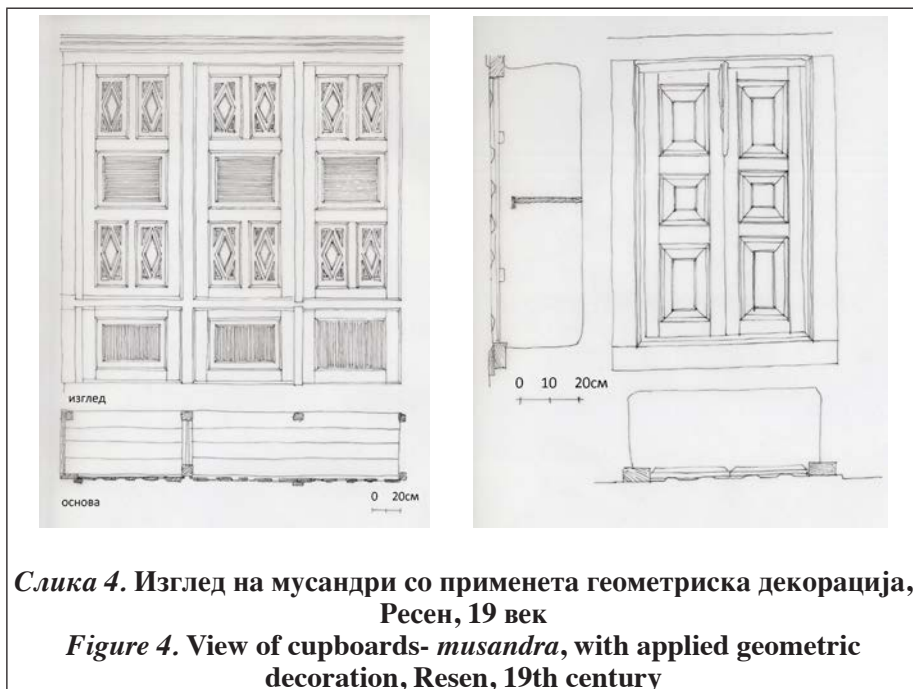 изглед
основа
0 20см
0 10 20см
Слика 4. Изглед на мусандри со применета геометриска декорација,
Ресен, 19 век
Figure 4. View of cupboards- musandra, with applied geometric
decoration, Resen, 19th century